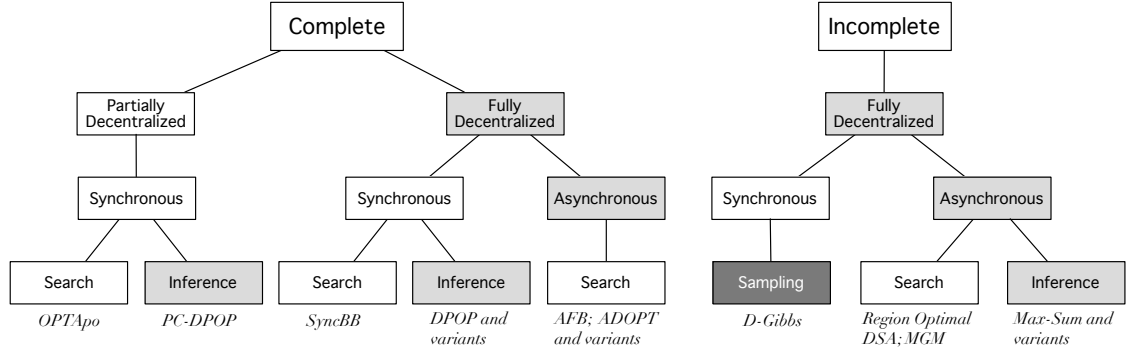 Complete
Incomplete
Partially
Decentralized
Fully
Decentralized
Fully
Decentralized
Synchronous
Synchronous
Asynchronous
Synchronous
Asynchronous
Search
Inference
Search
Inference
Search
Sampling
Search
Inference
OPTApo
PC-DPOP
SyncBB
DPOP and
variants
AFB; ADOPT
and variants
D-Gibbs
Region Optimal
DSA; MGM
Max-Sum and
variants